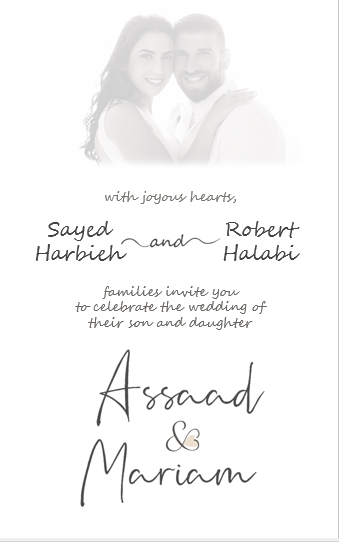 with joyous hearts,
Sayed
Harbieh
and
Robert
Halabi
families invite you
to celebrate the wedding of
their son and daughter
Assaad
&
Mariam